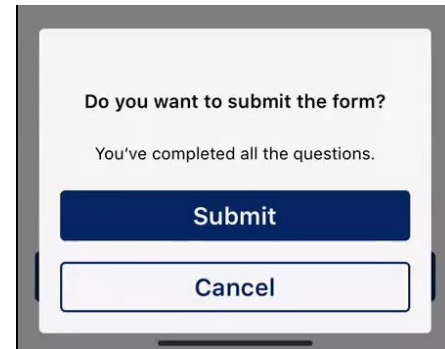 Do you want to submit the form?
You’ve completed all the questions.
Submit
Cancel